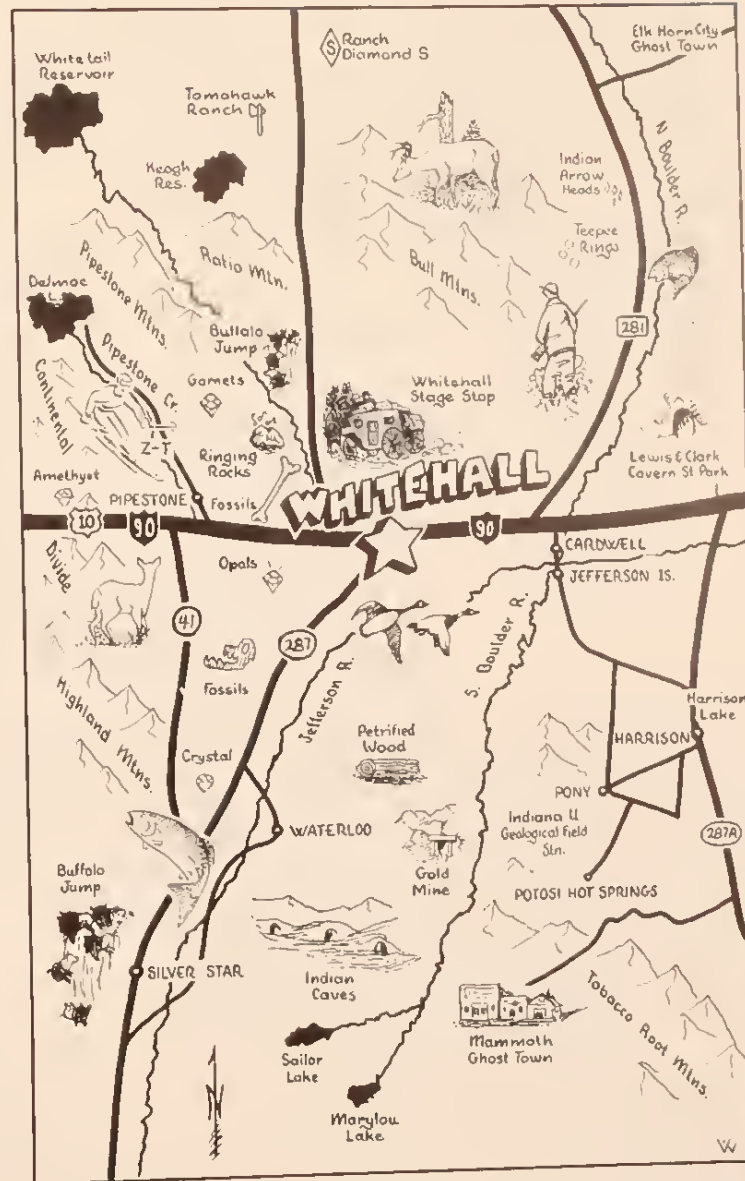 Whitetail
Reservoir
Tomahawk
Ranch
S
Ranch
Diamond S
Elk Horn City
Ghost Town
Keogh
Res.
Indian
Arrow
Heads
N. Boulder R.
Teepee
Rings
Pipestone Mtns.
Ratio Mtn.
Bull Mtns.
Delmoe
L.
Pipestone Cr.
Buffalo
Jump
281
Continental
Garnets
Whitehall
Stage Stop
Z-T
Ringing
Rocks
Lewis & Clark
Cavern St Park
Amethyst
PIPESTONE
Fossils
WHITEHALL
10
90
90
CARDWELL
JEFFERSON IS.
Divide
Opals
41
287
Fossils
Jefferson R.
S. Boulder R.
Highland Mtns.
Harrison
Lake
Petrified
Wood
HARRISON
Crystal
PONY
WATERLOO
Indiana U
Geological Field
Stn.
287A
Gold
Mine
Buffalo
Jump
POTOSI HOT SPRINGS
SILVER STAR
Indian
Caves
Tobacco Root Mtns.
Sailor
Lake
Mammoth
Ghost Town
Marylou
Lake
N
W